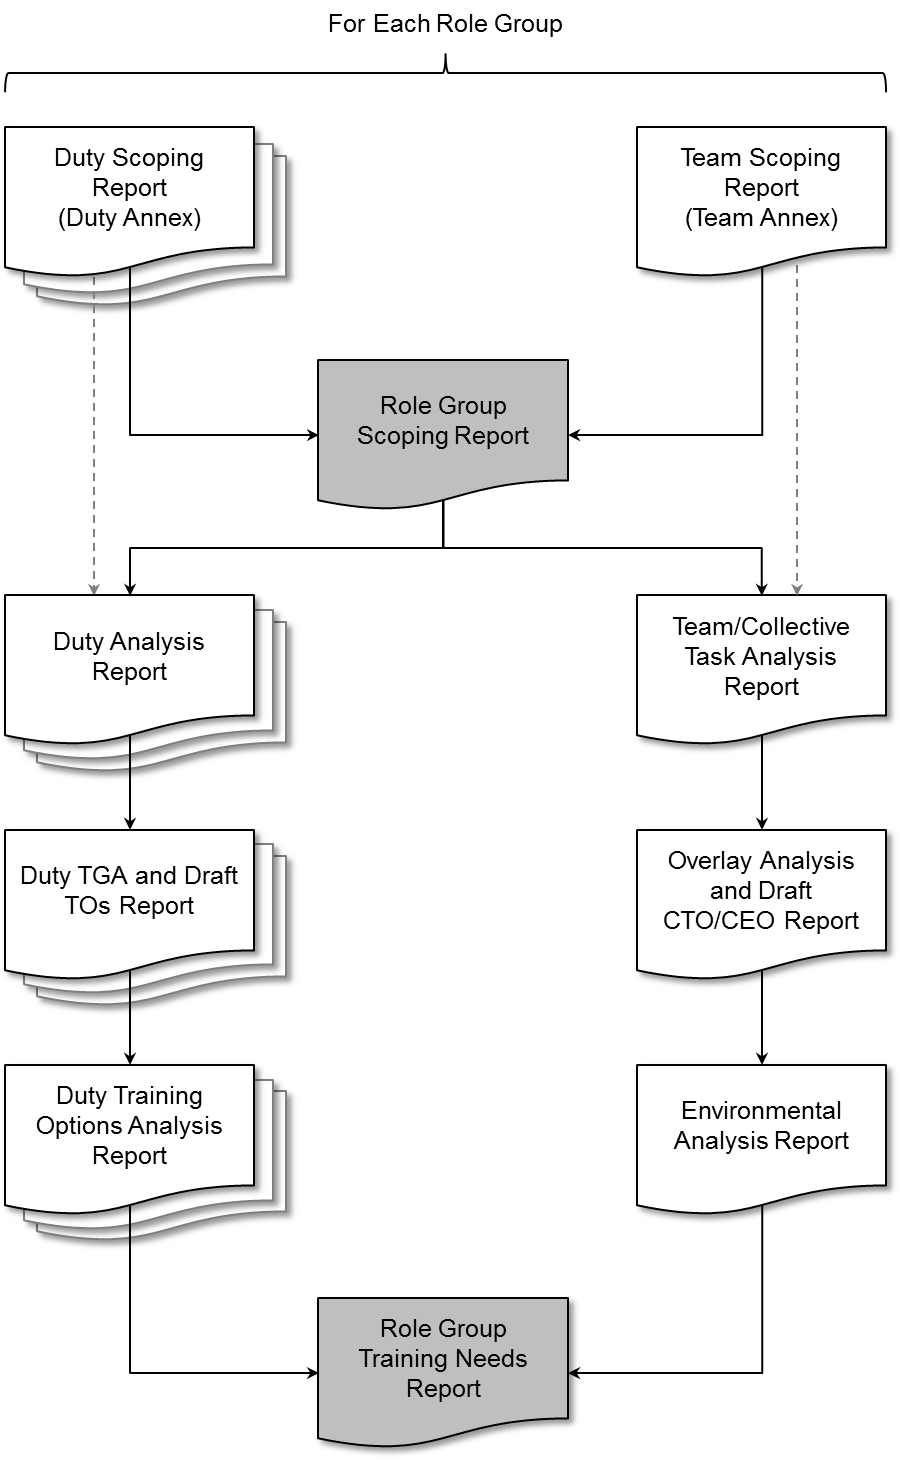 For Each Role Group
Duty Scoping
Report
(Duty Annex)
Team Scoping
Report
(Team Annex)
Role Group
Scoping Report
Duty Analysis
Report
Team/Collective
Task Analysis
Report
Duty TGA and Draft
TOs Report
Overlay Analysis
and Draft
CTO/CEO Report
Duty Training
Options Analysis
Report
Environmental
Analysis Report
Role Group
Training Needs
Report